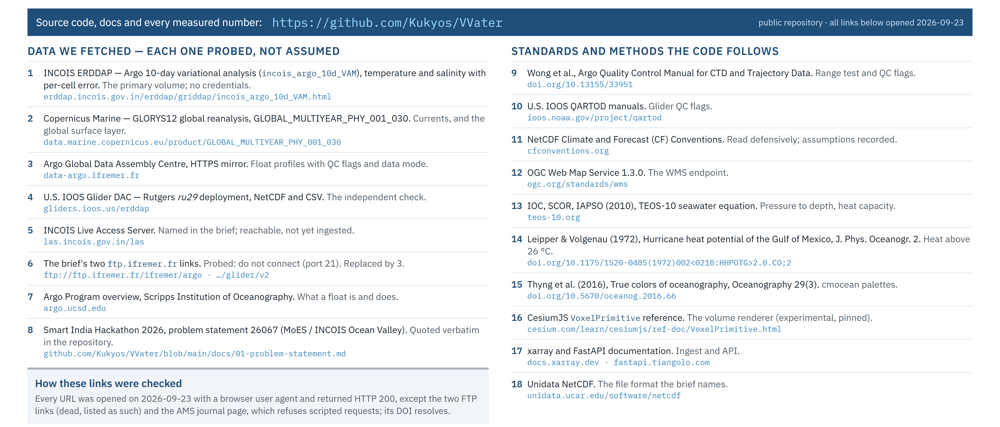 Source code, docs and every measured number: https://github.com/Kukyos/VVater
public repository · all links below opened 2026-09-23
DATA WE FETCHED — EACH ONE PROBED, NOT ASSUMED
1 INCOIS ERDDAP — Argo 10-day variational analysis (incois_argo_10d_VAM), temperature and salinity with
per-cell error. The primary volume; no credentials.
erddap.incois.gov.in/erddap/griddap/incois_argo_10d_VAM.html
2 Copernicus Marine — GLORYS12 global reanalysis, GLOBAL_MULTIYEAR_PHY_001_030. Currents, and the
global surface layer.
data.marine.copernicus.eu/product/GLOBAL_MULTIYEAR_PHY_001_030
3 Argo Global Data Assembly Centre, HTTPS mirror. Float profiles with QC flags and data mode.
data-argo.ifremer.fr
4 U.S. IOOS Glider DAC — Rutgers ru29 deployment, NetCDF and CSV. The independent check.
gliders.ioos.us/erddap
5 INCOIS Live Access Server. Named in the brief; reachable, not yet ingested.
las.incois.gov.in/las
6 The brief's two ftp.ifremer.fr links. Probed: do not connect (port 21). Replaced by 3.
ftp://ftp.ifremer.fr/ifremer/argo · …/glider/v2
7 Argo Program overview, Scripps Institution of Oceanography. What a float is and does.
argo.ucsd.edu
8 Smart India Hackathon 2026, problem statement 26067 (MoES / INCOIS Ocean Valley). Quoted verbatim
in the repository.
github.com/Kukyos/VVater/blob/main/docs/01-problem-statement.md
How these links were checked
Every URL was opened on 2026-09-23 with a browser user agent and returned HTTP 200, except the two FTP
links (dead, listed as such) and the AMS journal page, which refuses scripted requests; its DOI resolves.
STANDARDS AND METHODS THE CODE FOLLOWS
9 Wong et al., Argo Quality Control Manual for CTD and Trajectory Data. Range test and QC flags.
doi.org/10.13155/33951
10 U.S. IOOS QARTOD manuals. Glider QC flags.
ioos.noaa.gov/project/qartod
11 NetCDF Climate and Forecast (CF) Conventions. Read defensively; assumptions recorded.
cfconventions.org
12 OGC Web Map Service 1.3.0. The WMS endpoint.
ogc.org/standards/wms
13 IOC, SCOR, IAPSO (2010), TEOS-10 seawater equation. Pressure to depth, heat capacity.
teos-10.org
14 Leipper & Volgenau (1972), Hurricane heat potential of the Gulf of Mexico, J. Phys. Oceanogr. 2. Heat above
26 °C.
doi.org/10.1175/1520-0485(1972)002<0218:HHPOTG>2.0.CO;2
15 Thyng et al. (2016), True colors of oceanography, Oceanography 29(3). cmocean palettes.
doi.org/10.5670/oceanog.2016.66
16 CesiumJS VoxelPrimitive reference. The volume renderer (experimental, pinned).
cesium.com/learn/cesiumjs/ref-doc/VoxelPrimitive.html
17 xarray and FastAPI documentation. Ingest and API.
docs.xarray.dev · fastapi.tiangolo.com
18 Unidata NetCDF. The file format the brief names.
unidata.ucar.edu/software/netcdf